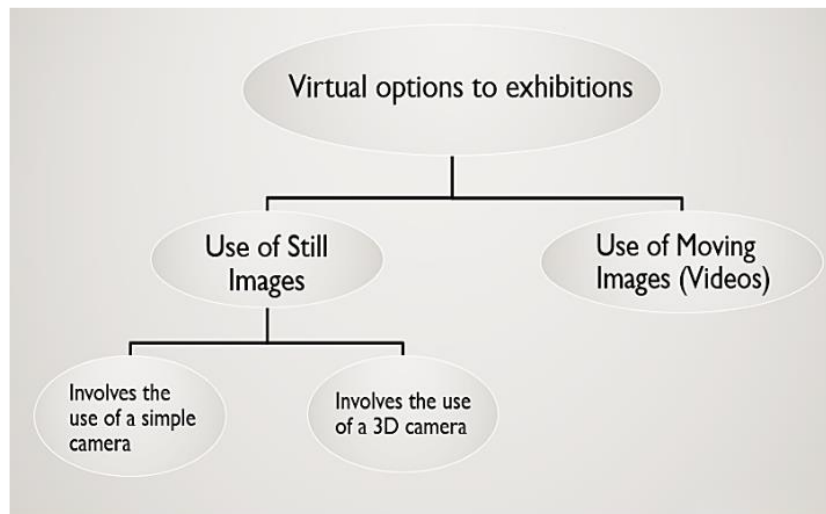 Virtual options to exhibitions
Use of Still
Images
Use of Moving
Images (Videos)
Involves the
use of a simple
camera
Involves the use
of a 3D camera